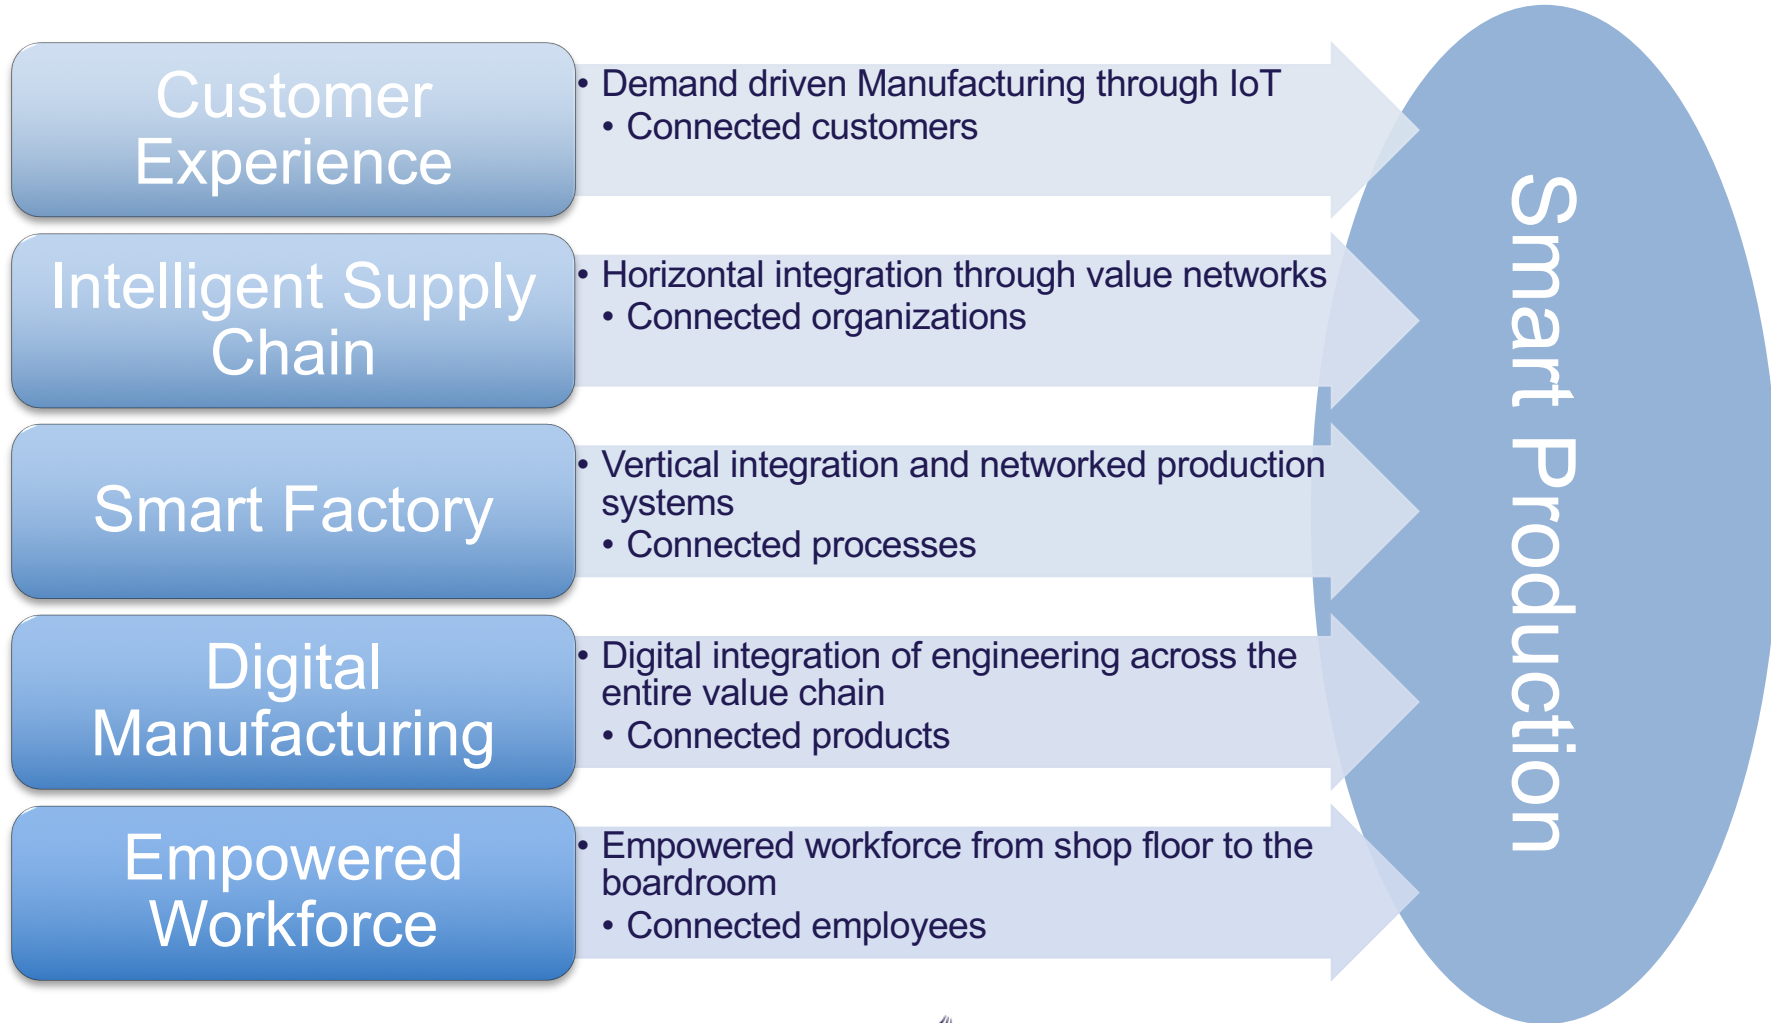 Customer
Experience
• Demand driven Manufacturing through IoT
• Connected customers
Intelligent Supply
Chain
• Horizontal integration through value networks
• Connected organizations
Smart Factory
• Vertical integration and networked production
systems
• Connected processes
Digital
Manufacturing
• Digital integration of engineering across the
entire value chain
• Connected products
Empowered
Workforce
• Empowered workforce from shop floor to the
boardroom
• Connected employees
Smart Production